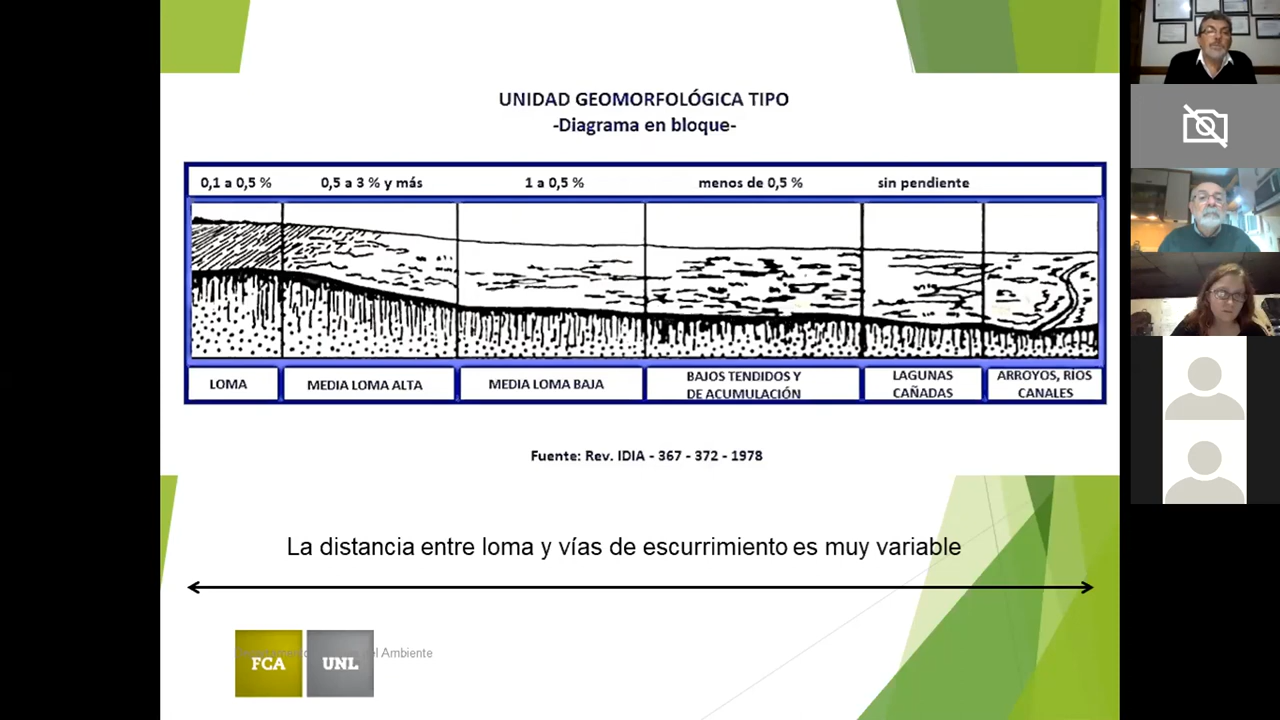 UNIDAD GEOMORFOLÓGICA TIPO
-Diagrama en bloque-
0,1 a 0,5 %
0,5 a 3 % y más
1 a 0,5 %
menos de 0,5 %
sin pendiente
LOMA
MEDIA LOMA ALTA
MEDIA LOMA BAJA
BAJOS TENDIDOS Y
DE ACUMULACIÓN
LAGUNAS
CAÑADAS
ARROYOS, RÍOS
CANALES
Fuente: Rev. IDIA - 367 - 372 - 1978
La distancia entre loma y vías de escurrimiento es muy variable
del Ambiente
FCA
UNL